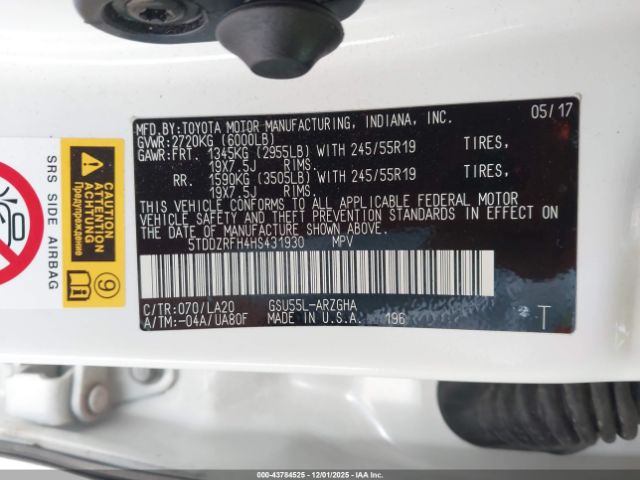 MFD.BY:TOYOTA MOTOR MANUFACTURING, INDIANA, INC. 05/17
GVWR:2720KG (6000LB)
GAWR:FRT. 1345KG (2955LB) WITH 245/55R19 TIRES,
19X7.5J RIMS,
RR. 1590KG (3505LB) WITH 245/55R19 TIRES,
19X7.5J RIMS,
THIS VEHICLE CONFORMS TO ALL APPLICABLE FEDERAL MOTOR
VEHICLE SAFETY AND THEFT PREVENTION STANDARDS IN EFFECT ON
THE DATE OF MANUFACTURE SHOWN ABOVE.
5TDDZRFH4HS431930 MPV
C/TR:070/LA20 GSU55L-ARZGHA
A/TM:-04A/UA80F MADE IN U.S.A. 196 T
SRS SIDE AIRBAG
CAUTION
ATTENTION
ACHTUNG
Предупреждение
9
000-43784525 - 12/01/2025 - IAAI.COM